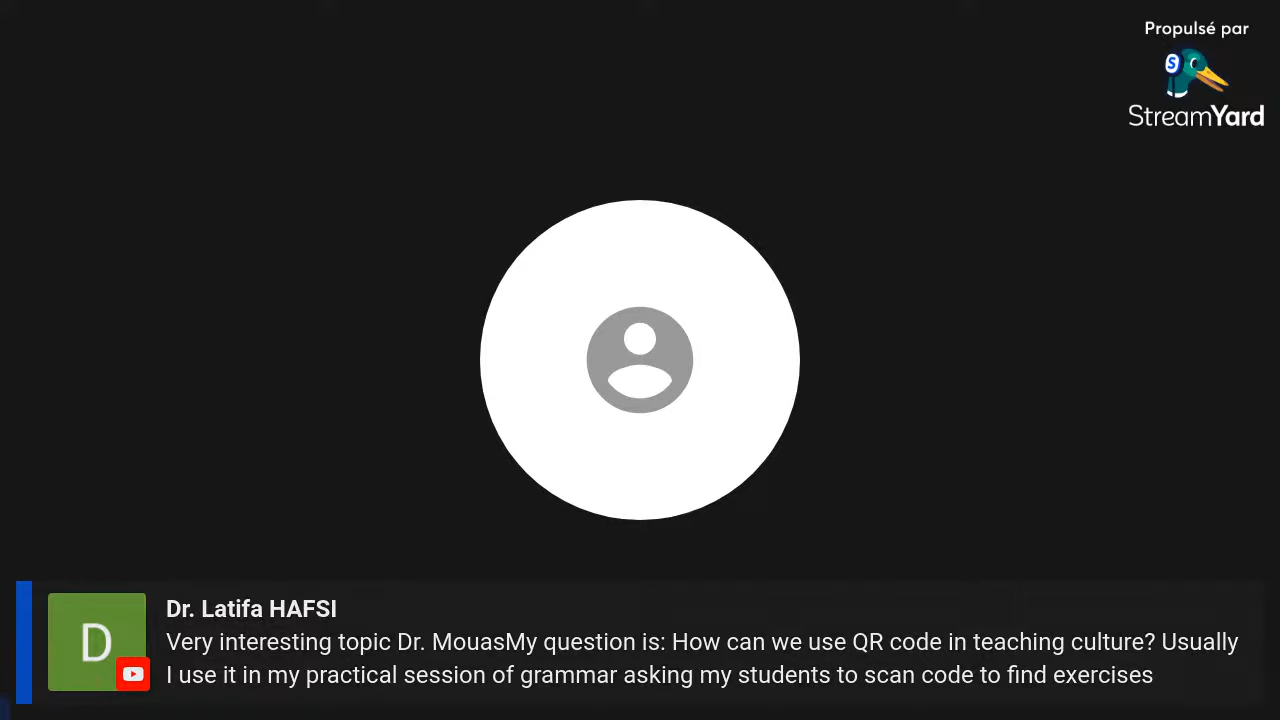 Propulsé par
S
StreamYard
D
Dr. Latifa HAFSI
Very interesting topic Dr. MouasMy question is: How can we use QR code in teaching culture? Usually
I use it in my practical session of grammar asking my students to scan code to find exercises